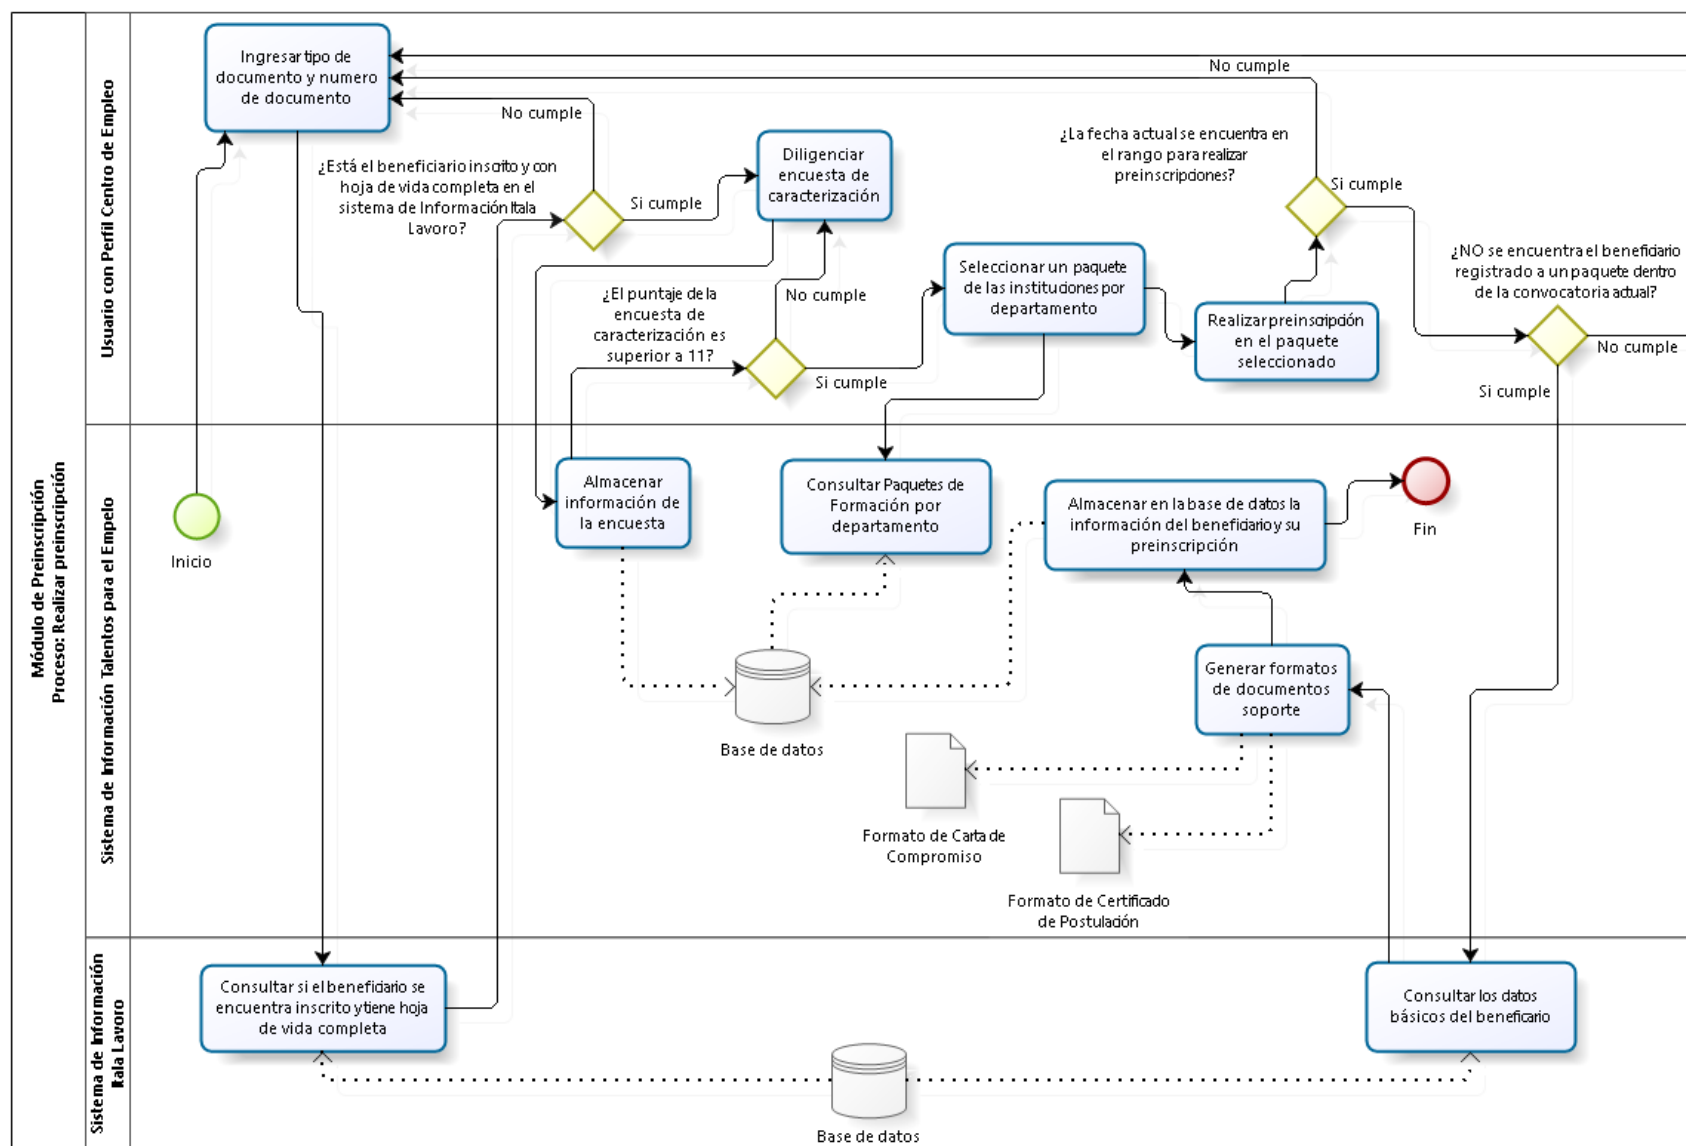 Módulo de Preinscripción
Proceso: Realizar preinscripción
Usuario con Perfil Centro de Empleo
Ingresar tipo de
documento y numero
de documento
No cumple
¿Está el beneficiario inscrito y con
hoja de vida completa en el
sistema de Información Itala
Lavoro?
Si cumple
Diligenciar
encuesta de
caracterización
No cumple
¿El puntaje de la
encuesta de
caracterización es
superior a 11?
Si cumple
Seleccionar un paquete
de las instituciones por
departamento
Realizar preinscripción
en el paquete
seleccionado
¿La fecha actual se encuentra en
el rango para realizar
preinscripciones?
No cumple
Si cumple
¿NO se encuentra el beneficiario
registrado a un paquete dentro
de la convocatoria actual?
No cumple
Si cumple
Sistema de Información Talentos para el Empelo
Inicio
Almacenar
información de
la encuesta
Consultar Paquetes de
Formación por
departamento
Almacenar en la base de datos la
información del beneficiario y su
preinscripción
Fin
Generar formatos
de documentos
soporte
Base de datos
Formato de Carta de
Compromiso
Formato de Certificado
de Postulación
Sistema de Información
Itala Lavoro
Consultar si el beneficiario se
encuentra inscrito y tiene hoja
de vida completa
Consultar los datos
básicos del beneficario
Base de datos